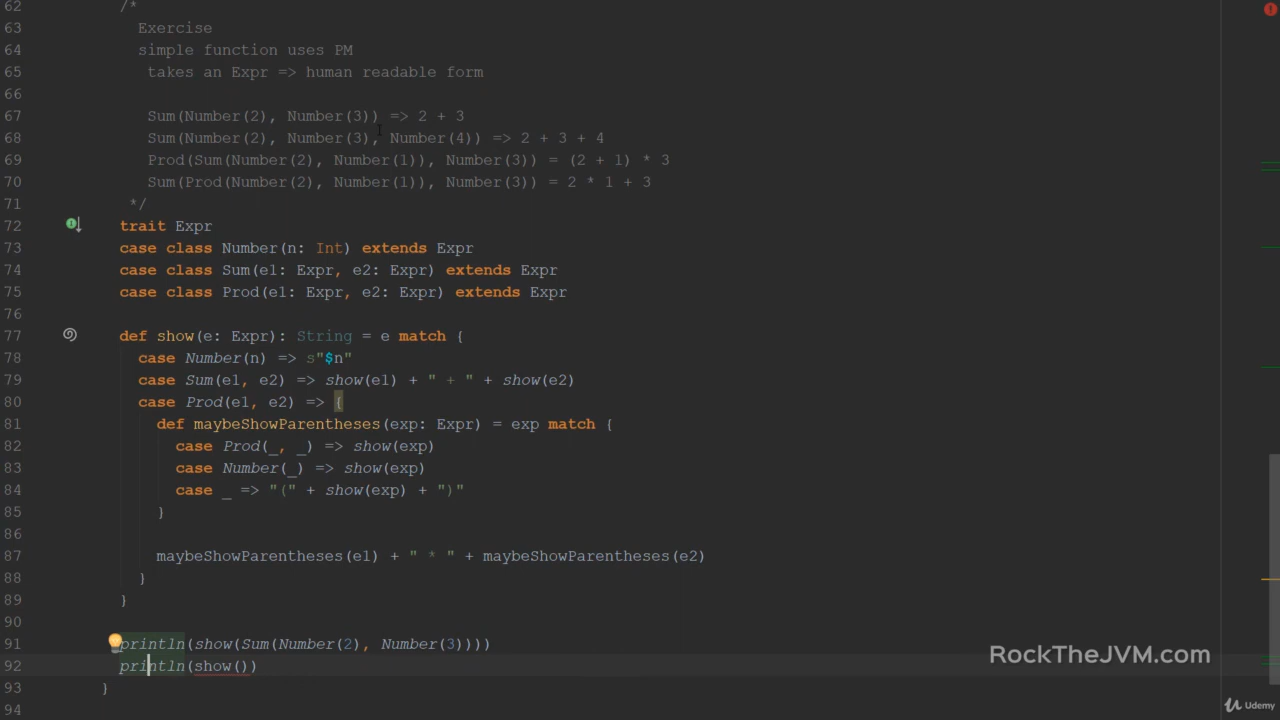 62 /*
63 Exercise
64 simple function uses PM
65 takes an Expr => human readable form
66
67 Sum(Number(2), Number(3)) => 2 + 3
68 Sum(Number(2), Number(3), Number(4)) => 2 + 3 + 4
69 Prod(Sum(Number(2), Number(1)), Number(3)) = (2 + 1) * 3
70 Sum(Prod(Number(2), Number(1)), Number(3)) = 2 * 1 + 3
71 */
72 trait Expr
73 case class Number(n: Int) extends Expr
74 case class Sum(e1: Expr, e2: Expr) extends Expr
75 case class Prod(e1: Expr, e2: Expr) extends Expr
76
77 def show(e: Expr): String = e match {
78 case Number(n) => s"$n"
79 case Sum(e1, e2) => show(e1) + " + " + show(e2)
80 case Prod(e1, e2) => {
81 def maybeShowParentheses(exp: Expr) = exp match {
82 case Prod(_, _) => show(exp)
83 case Number(_) => show(exp)
84 case _ => "(" + show(exp) + ")"
85 }
86
87 maybeShowParentheses(e1) + " * " + maybeShowParentheses(e2)
88 }
89 }
90
91 println(show(Sum(Number(2), Number(3))))
92 println(show())
93 }
94
RockTheJVM.com
Udemy